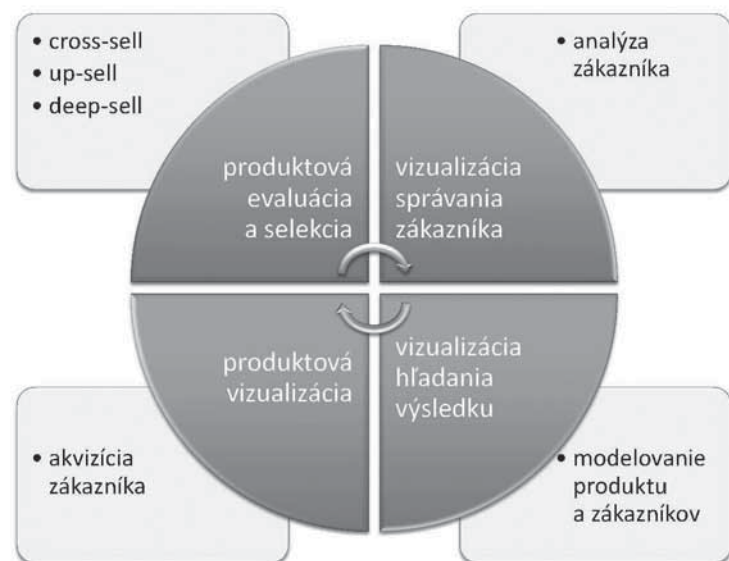 • cross-sell
• up-sell
• deep-sell
• analýza
zákazníka
produktová
evaluácia
a selekcia
vizualizácia
správania
zákazníka
produktová
vizualizácia
vizualizácia
hľadania
výsledku
• akvizícia
zákazníka
• modelovanie
produktu
a zákazníkov